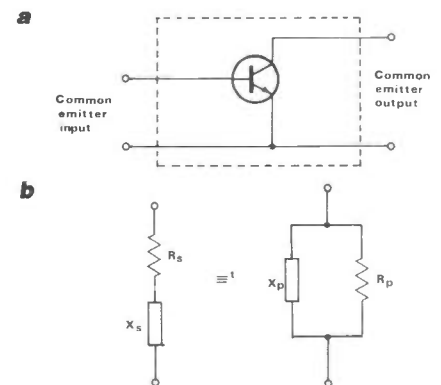 a
Common
emitter
input
Common
emitter
output
b
Rs
Xs
≡t
Xp
Rp